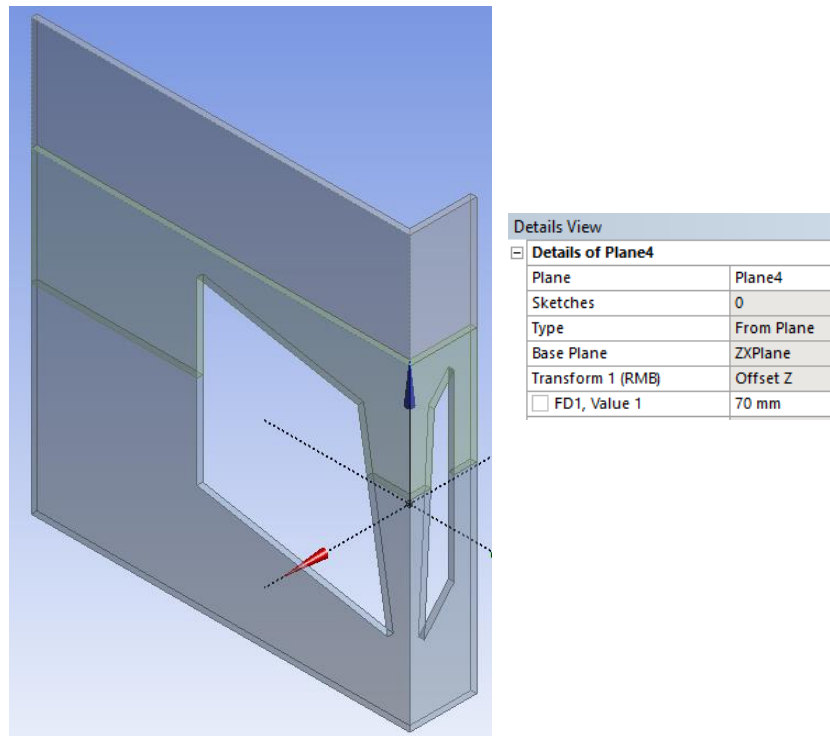 Details View
Details of Plane4
Plane Plane4
Sketches 0
Type From Plane
Base Plane ZXPlane
Transform 1 (RMB) Offset Z
FD1, Value 1 70 mm